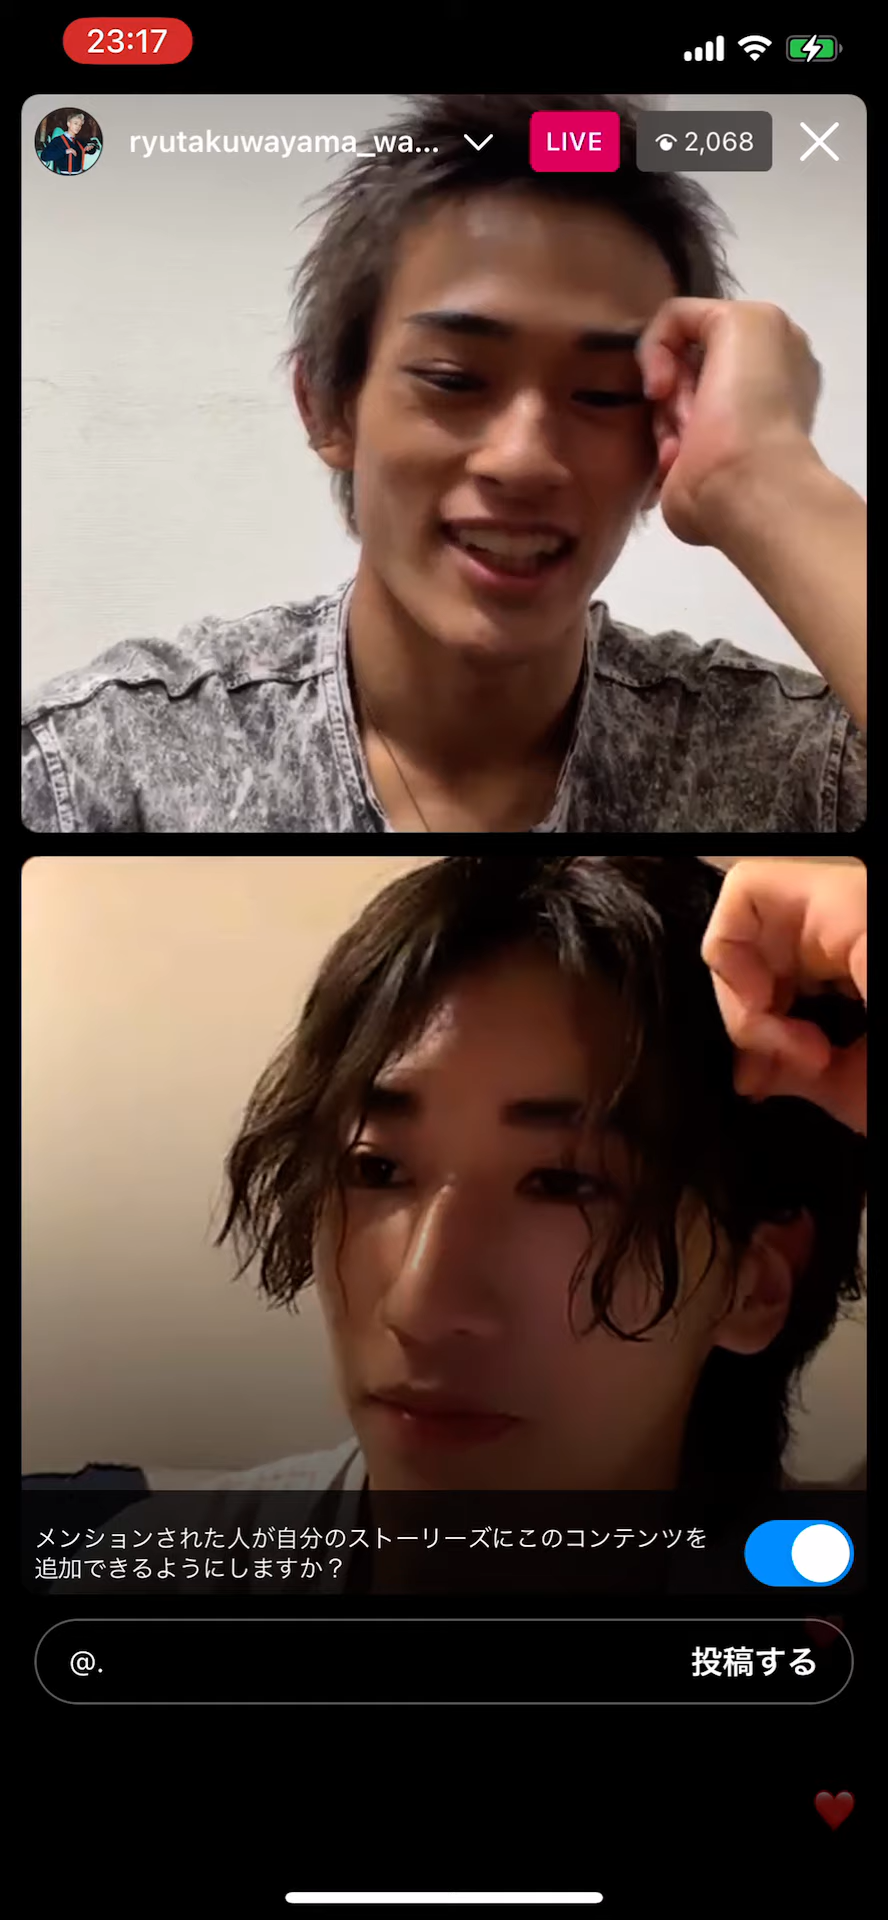 23:17
ryutakuwayama_wa...
LIVE
2,068
メンションされた人が自分のストーリーズにこのコンテンツを
追加できるようにしますか？
@.
投稿する